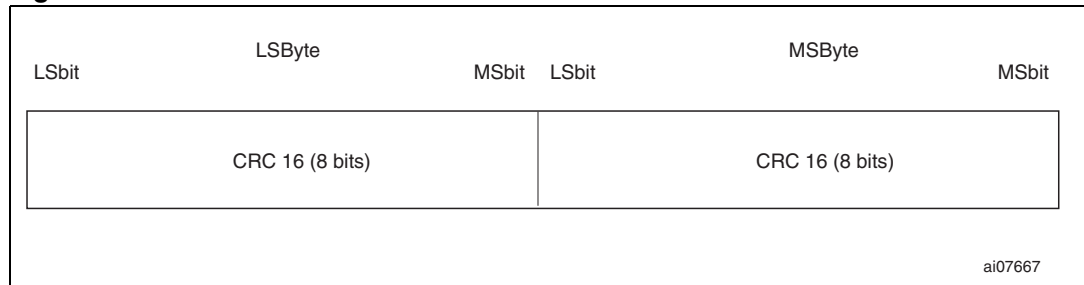 LSByte MSByte
LSbit MSbit LSbit MSbit
CRC 16 (8 bits) CRC 16 (8 bits)
ai07667